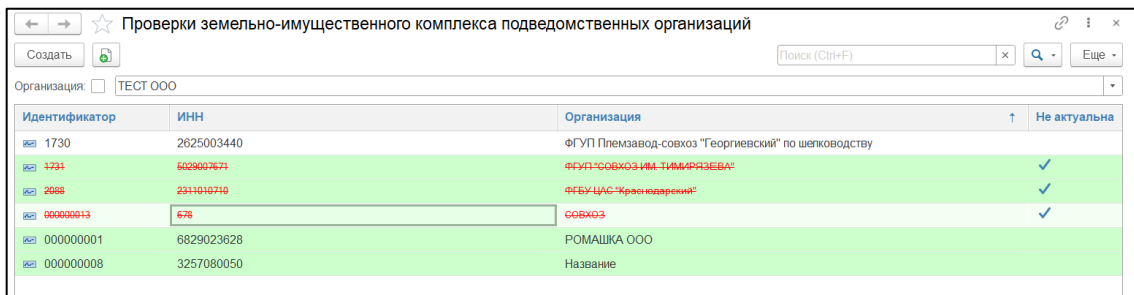 Проверки земельно-имущественного комплекса подведомственных организаций
Создать Поиск (Ctrl+F) Еще
Организация: ТЕСТ ООО
Идентификатор ИНН Организация Не актуальна
1730 2625003440 ФГУП Племзавод-совхоз "Георгиевский" по шелководству
1731 5029007671 ФГУП "СОВХОЗ ИМ. ТИМИРЯЗЕВА"
2088 2311010710 ФГБУ ЦАС "Краснодарский"
000000013 678 СОВХОЗ
000000001 6829023628 РОМАШКА ООО
000000008 3257080050 Название